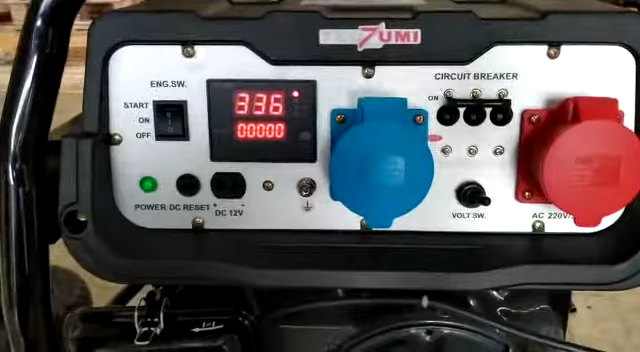 7UMI
CIRCUIT BREAKER
ENG.SW.
START
ON
OFF
336
00000
ON
POWER DC RESET + -
DC 12V
VOLT SW.
AC 220V/